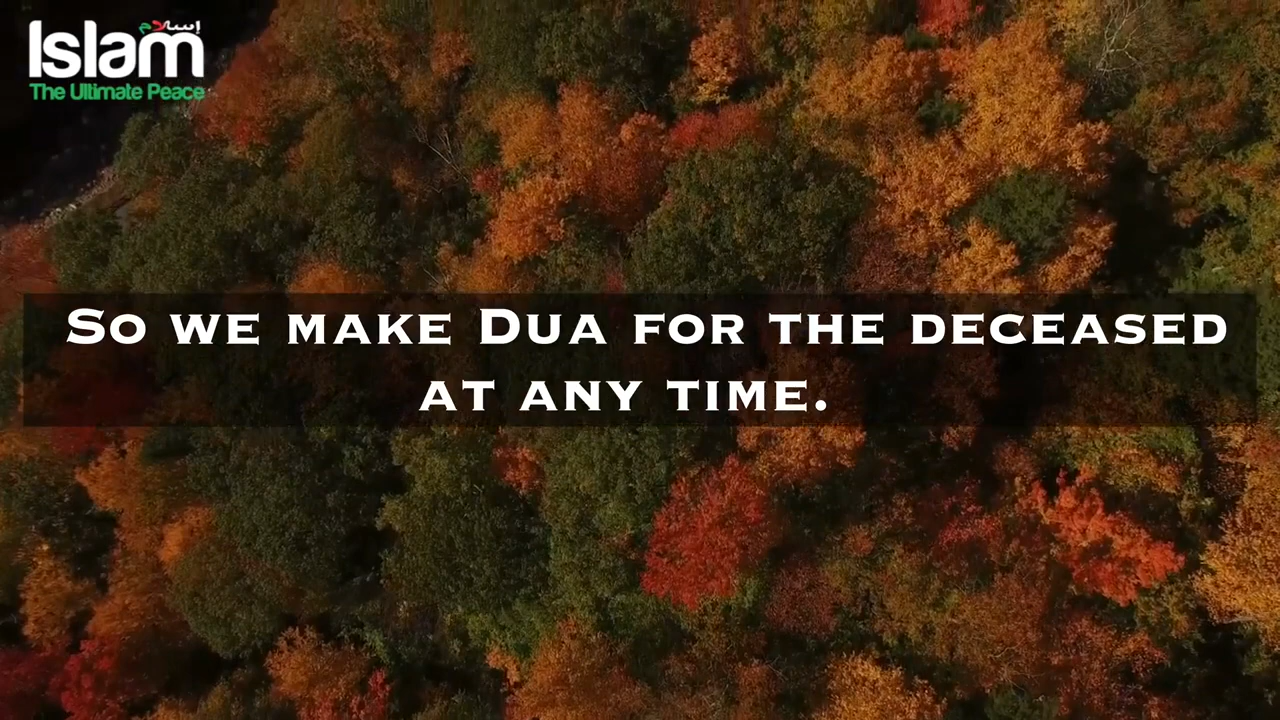 إسلام
Islam
The Ultimate Peace
So we make Dua for the deceased
at any time.